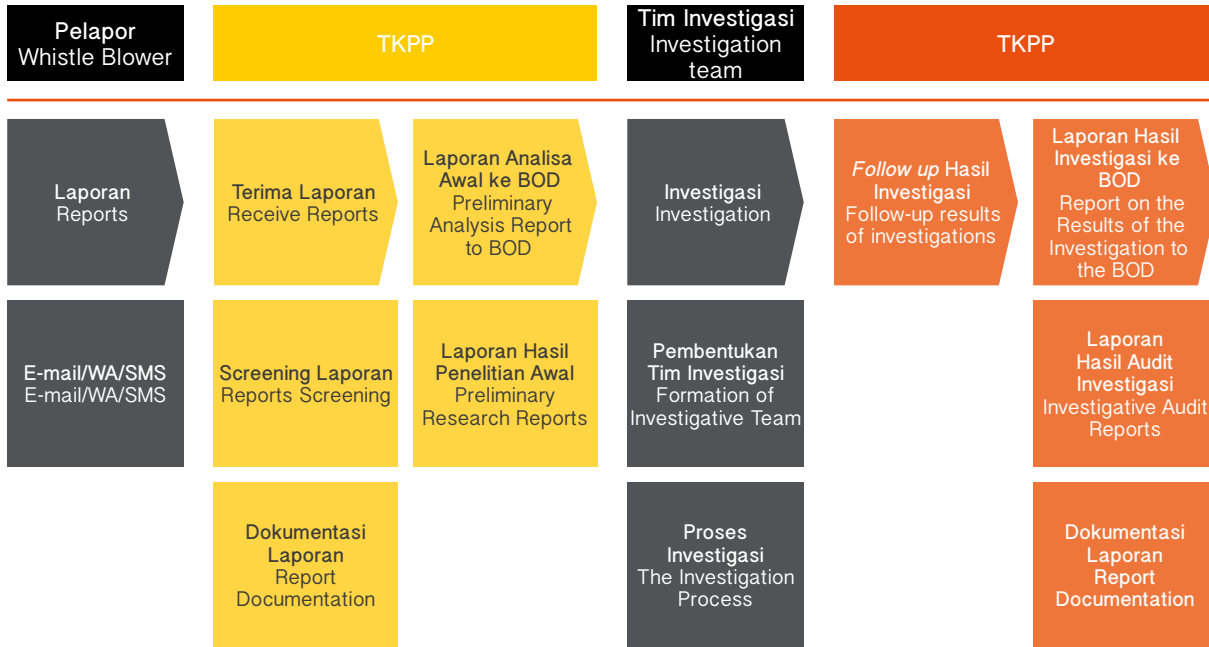 Pelapor
Whistle Blower
TKPP
Tim Investigasi
Investigation
team
TKPP
Laporan
Reports
Terima Laporan
Receive Reports
Laporan Analisa
Awal ke BOD
Preliminary
Analysis Report
to BOD
Investigasi
Investigation
Follow up Hasil
Investigasi
Follow-up results
of investigations
Laporan Hasil
Investigasi ke
BOD
Report on the
Results of the
Investigation to
the BOD
E-mail/WA/SMS
E-mail/WA/SMS
Screening Laporan
Reports Screening
Laporan Hasil
Penelitian Awal
Preliminary
Research Reports
Pembentukan
Tim Investigasi
Formation of
Investigative Team
Laporan
Hasil Audit
Investigasi
Investigative Audit
Reports
Dokumentasi
Laporan
Report
Documentation
Proses
Investigasi
The Investigation
Process
Dokumentasi
Laporan
Report
Documentation